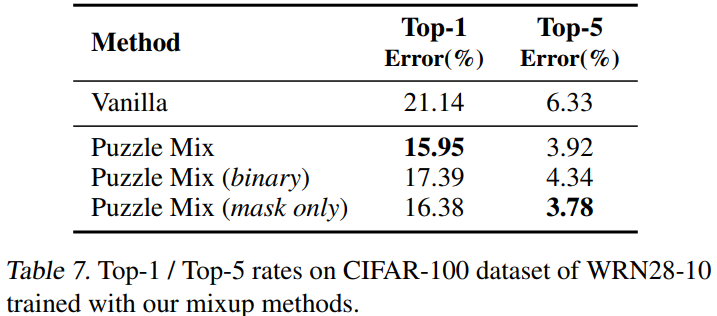 Method Top-1 Error(%) Top-5 Error(%)
Vanilla 21.14 6.33
Puzzle Mix 15.95 3.92
Puzzle Mix (binary) 17.39 4.34
Puzzle Mix (mask only) 16.38 3.78
Table 7. Top-1 / Top-5 rates on CIFAR-100 dataset of WRN28-10
trained with our mixup methods.